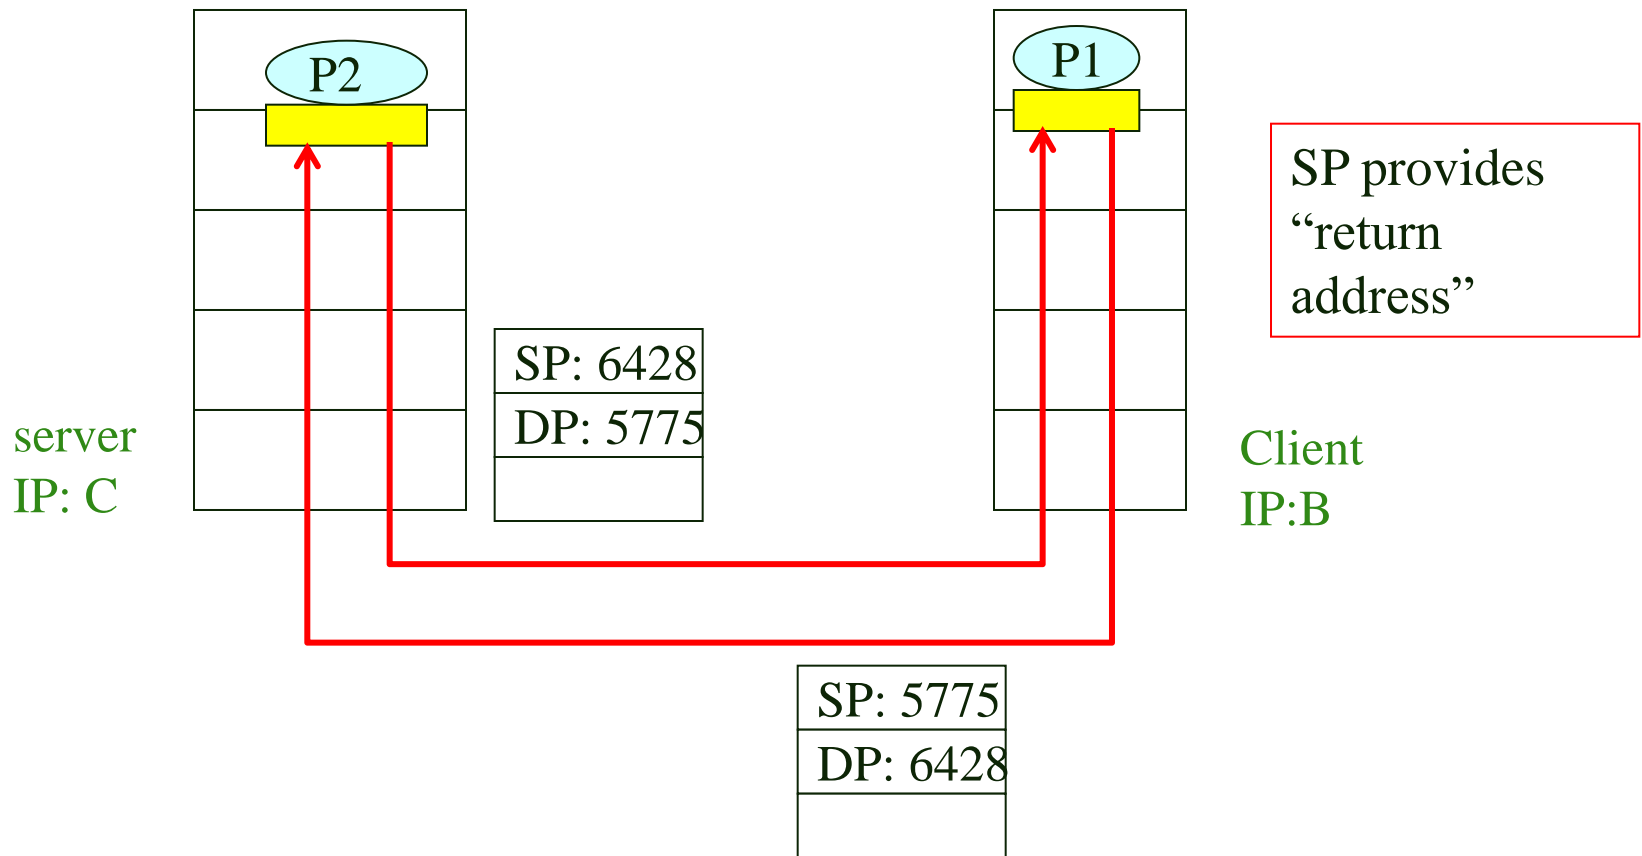 P2
P1
SP provides
“return
address”
SP: 6428
DP: 5775
server
IP: C
Client
IP:B
SP: 5775
DP: 6428